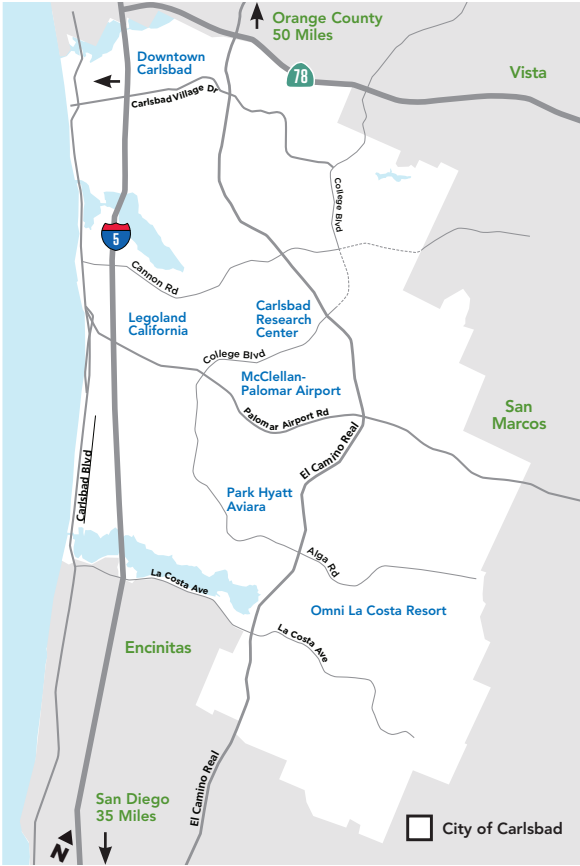 Orange County
50 Miles
Downtown
Carlsbad
78
Vista
Carlsbad Village Dr
College Blvd
5
Cannon Rd
Legoland
California
Carlsbad
Research
Center
College Blvd
McClellan-
Palomar Airport
Palomar Airport Rd
San
Marcos
El Camino Real
Carlsbad Blvd
Park Hyatt
Aviara
Alga Rd
La Costa Ave
Omni La Costa Resort
La Costa Ave
Encinitas
El Camino Real
San Diego
35 Miles
N
City of Carlsbad